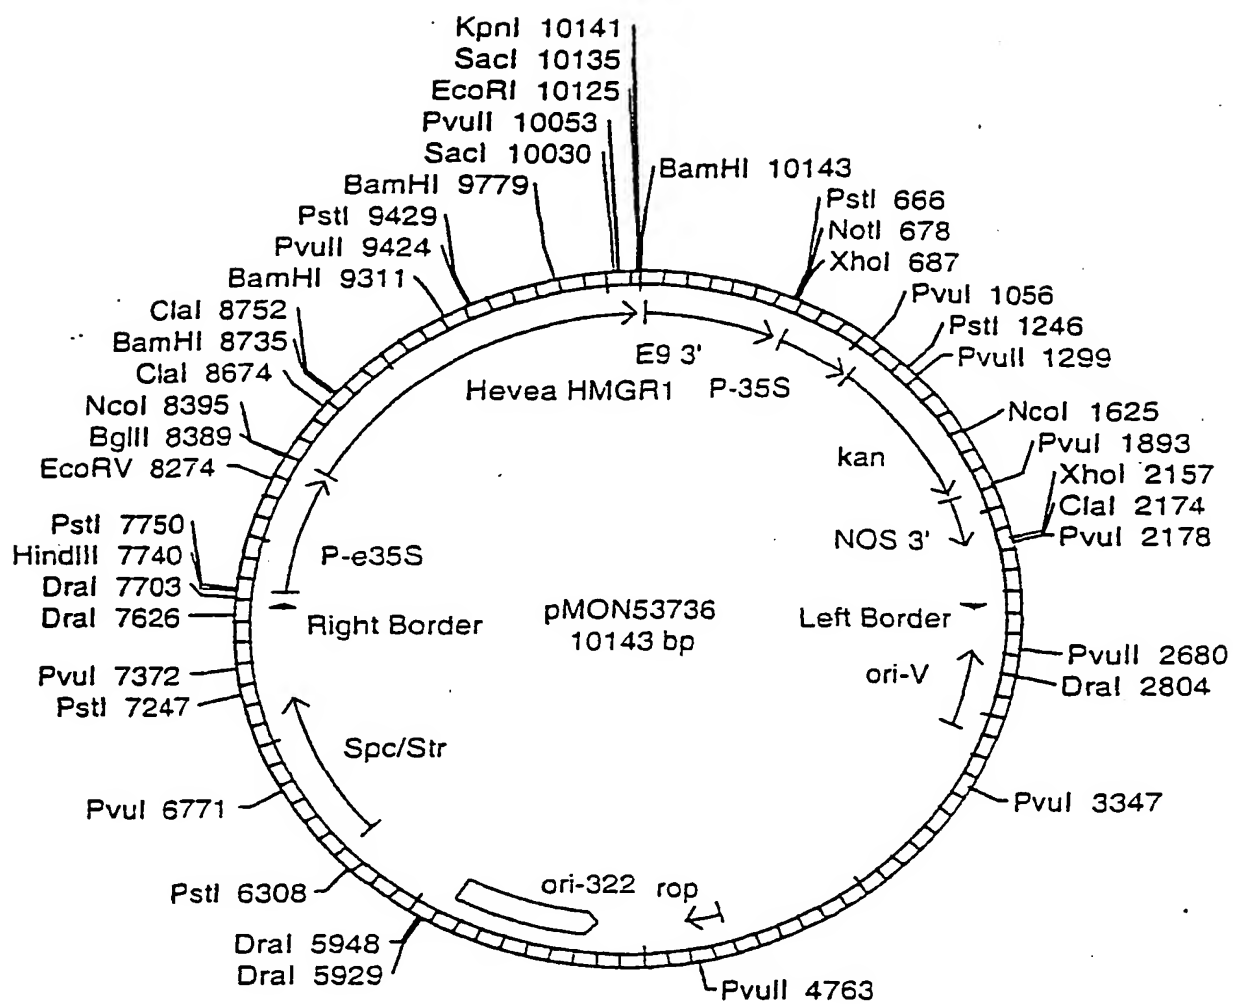 KpnI 10141
SacI 10135
EcoRI 10125
PvuII 10053
SacI 10030
BamHI 9779
PstI 9429
PvuII 9424
BamHI 9311
ClaI 8752
BamHI 8735
ClaI 8674
NcoI 8395
BglII 8389
EcoRV 8274
PstI 7750
HindIII 7740
DraI 7703
DraI 7626
PvuI 7372
PstI 7247
PvuI 6771
PstI 6308
DraI 5948
DraI 5929
BamHI 10143
PstI 666
NotI 678
XhoI 687
PvuI 1056
PstI 1246
PvuII 1299
NcoI 1625
PvuI 1893
XhoI 2157
ClaI 2174
PvuI 2178
PvuII 2680
DraI 2804
PvuI 3347
PvuII 4763
E9 3'
Hevea HMGR1
P-35S
kan
NOS 3'
P-e35S
Right Border
pMON53736
10143 bp
Left Border
ori-V
Spc/Str
ori-322
rop